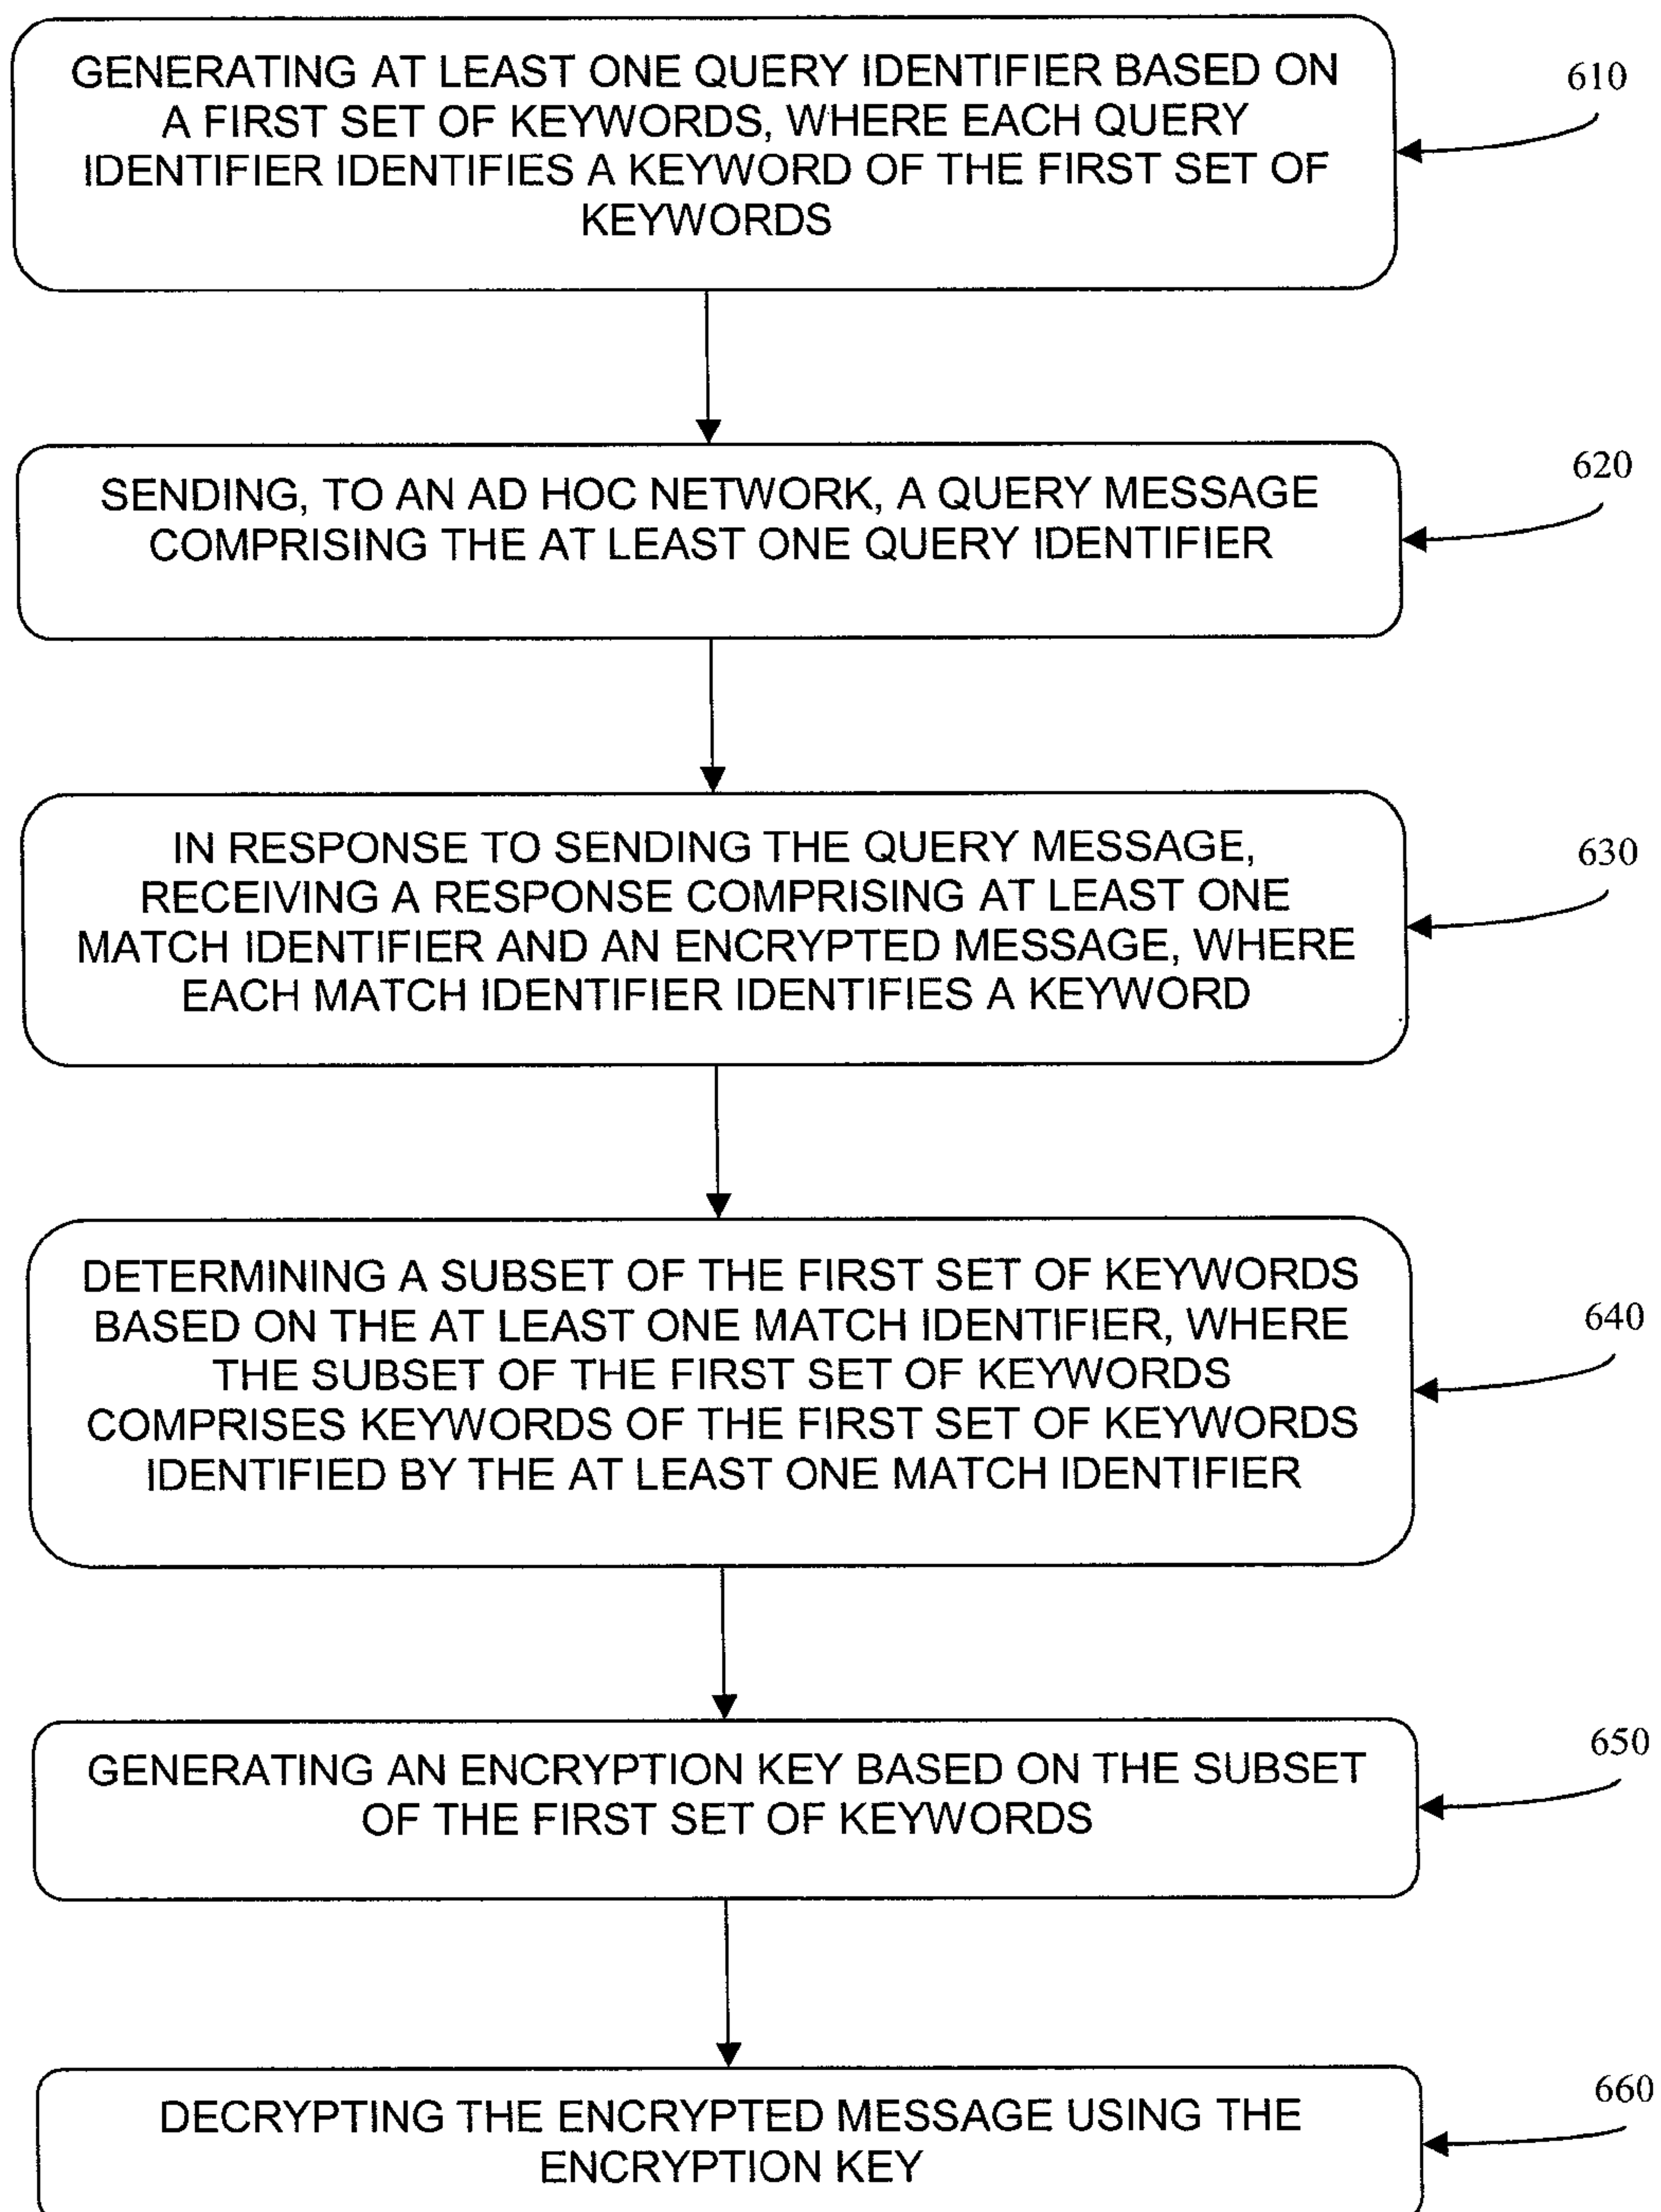 GENERATING AT LEAST ONE QUERY IDENTIFIER BASED ON
A FIRST SET OF KEYWORDS, WHERE EACH QUERY
IDENTIFIER IDENTIFIES A KEYWORD OF THE FIRST SET OF
KEYWORDS
610
SENDING, TO AN AD HOC NETWORK, A QUERY MESSAGE
COMPRISING THE AT LEAST ONE QUERY IDENTIFIER
620
IN RESPONSE TO SENDING THE QUERY MESSAGE,
RECEIVING A RESPONSE COMPRISING AT LEAST ONE
MATCH IDENTIFIER AND AN ENCRYPTED MESSAGE, WHERE
EACH MATCH IDENTIFIER IDENTIFIES A KEYWORD
630
DETERMINING A SUBSET OF THE FIRST SET OF KEYWORDS
BASED ON THE AT LEAST ONE MATCH IDENTIFIER, WHERE
THE SUBSET OF THE FIRST SET OF KEYWORDS
COMPRISES KEYWORDS OF THE FIRST SET OF KEYWORDS
IDENTIFIED BY THE AT LEAST ONE MATCH IDENTIFIER
640
GENERATING AN ENCRYPTION KEY BASED ON THE SUBSET
OF THE FIRST SET OF KEYWORDS
650
DECRYPTING THE ENCRYPTED MESSAGE USING THE
ENCRYPTION KEY
660